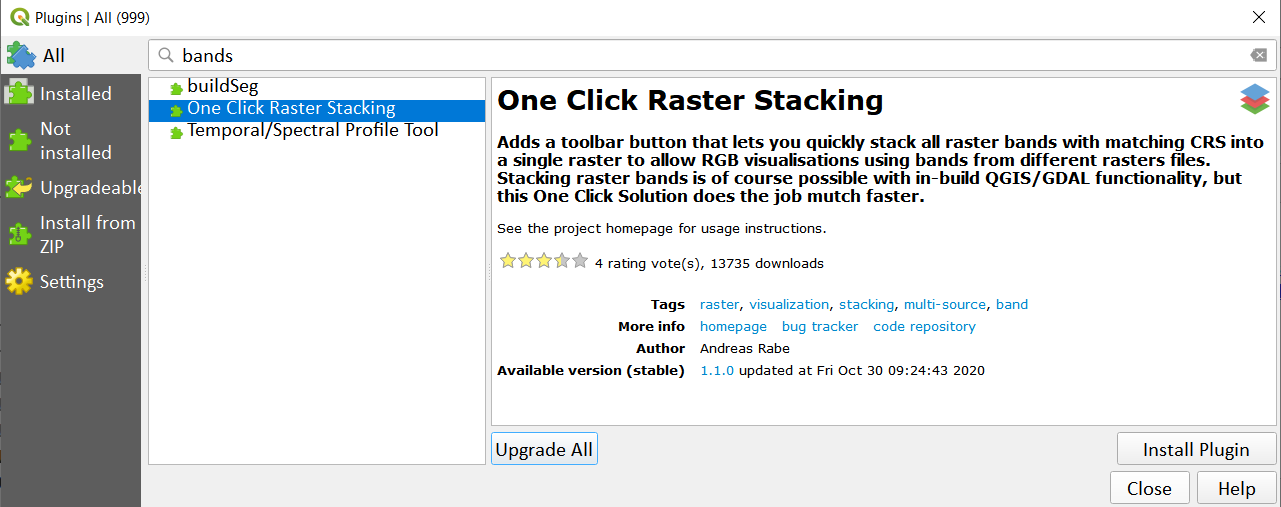 Plugins | All (999)
All
bands
Installed
Not
installed
Upgradeable
Install from
ZIP
Settings
buildSeg
One Click Raster Stacking
Temporal/Spectral Profile Tool
One Click Raster Stacking
Adds a toolbar button that lets you quickly stack all raster bands with matching CRS into
a single raster to allow RGB visualisations using bands from different rasters files.
Stacking raster bands is of course possible with in-build QGIS/GDAL functionality, but
this One Click Solution does the job mutch faster.
See the project homepage for usage instructions.
4 rating vote(s), 13735 downloads
Tags raster, visualization, stacking, multi-source, band
More info homepage bug tracker code repository
Author Andreas Rabe
Available version (stable) 1.1.0 updated at Fri Oct 30 09:24:43 2020
Upgrade All
Install Plugin
Close
Help